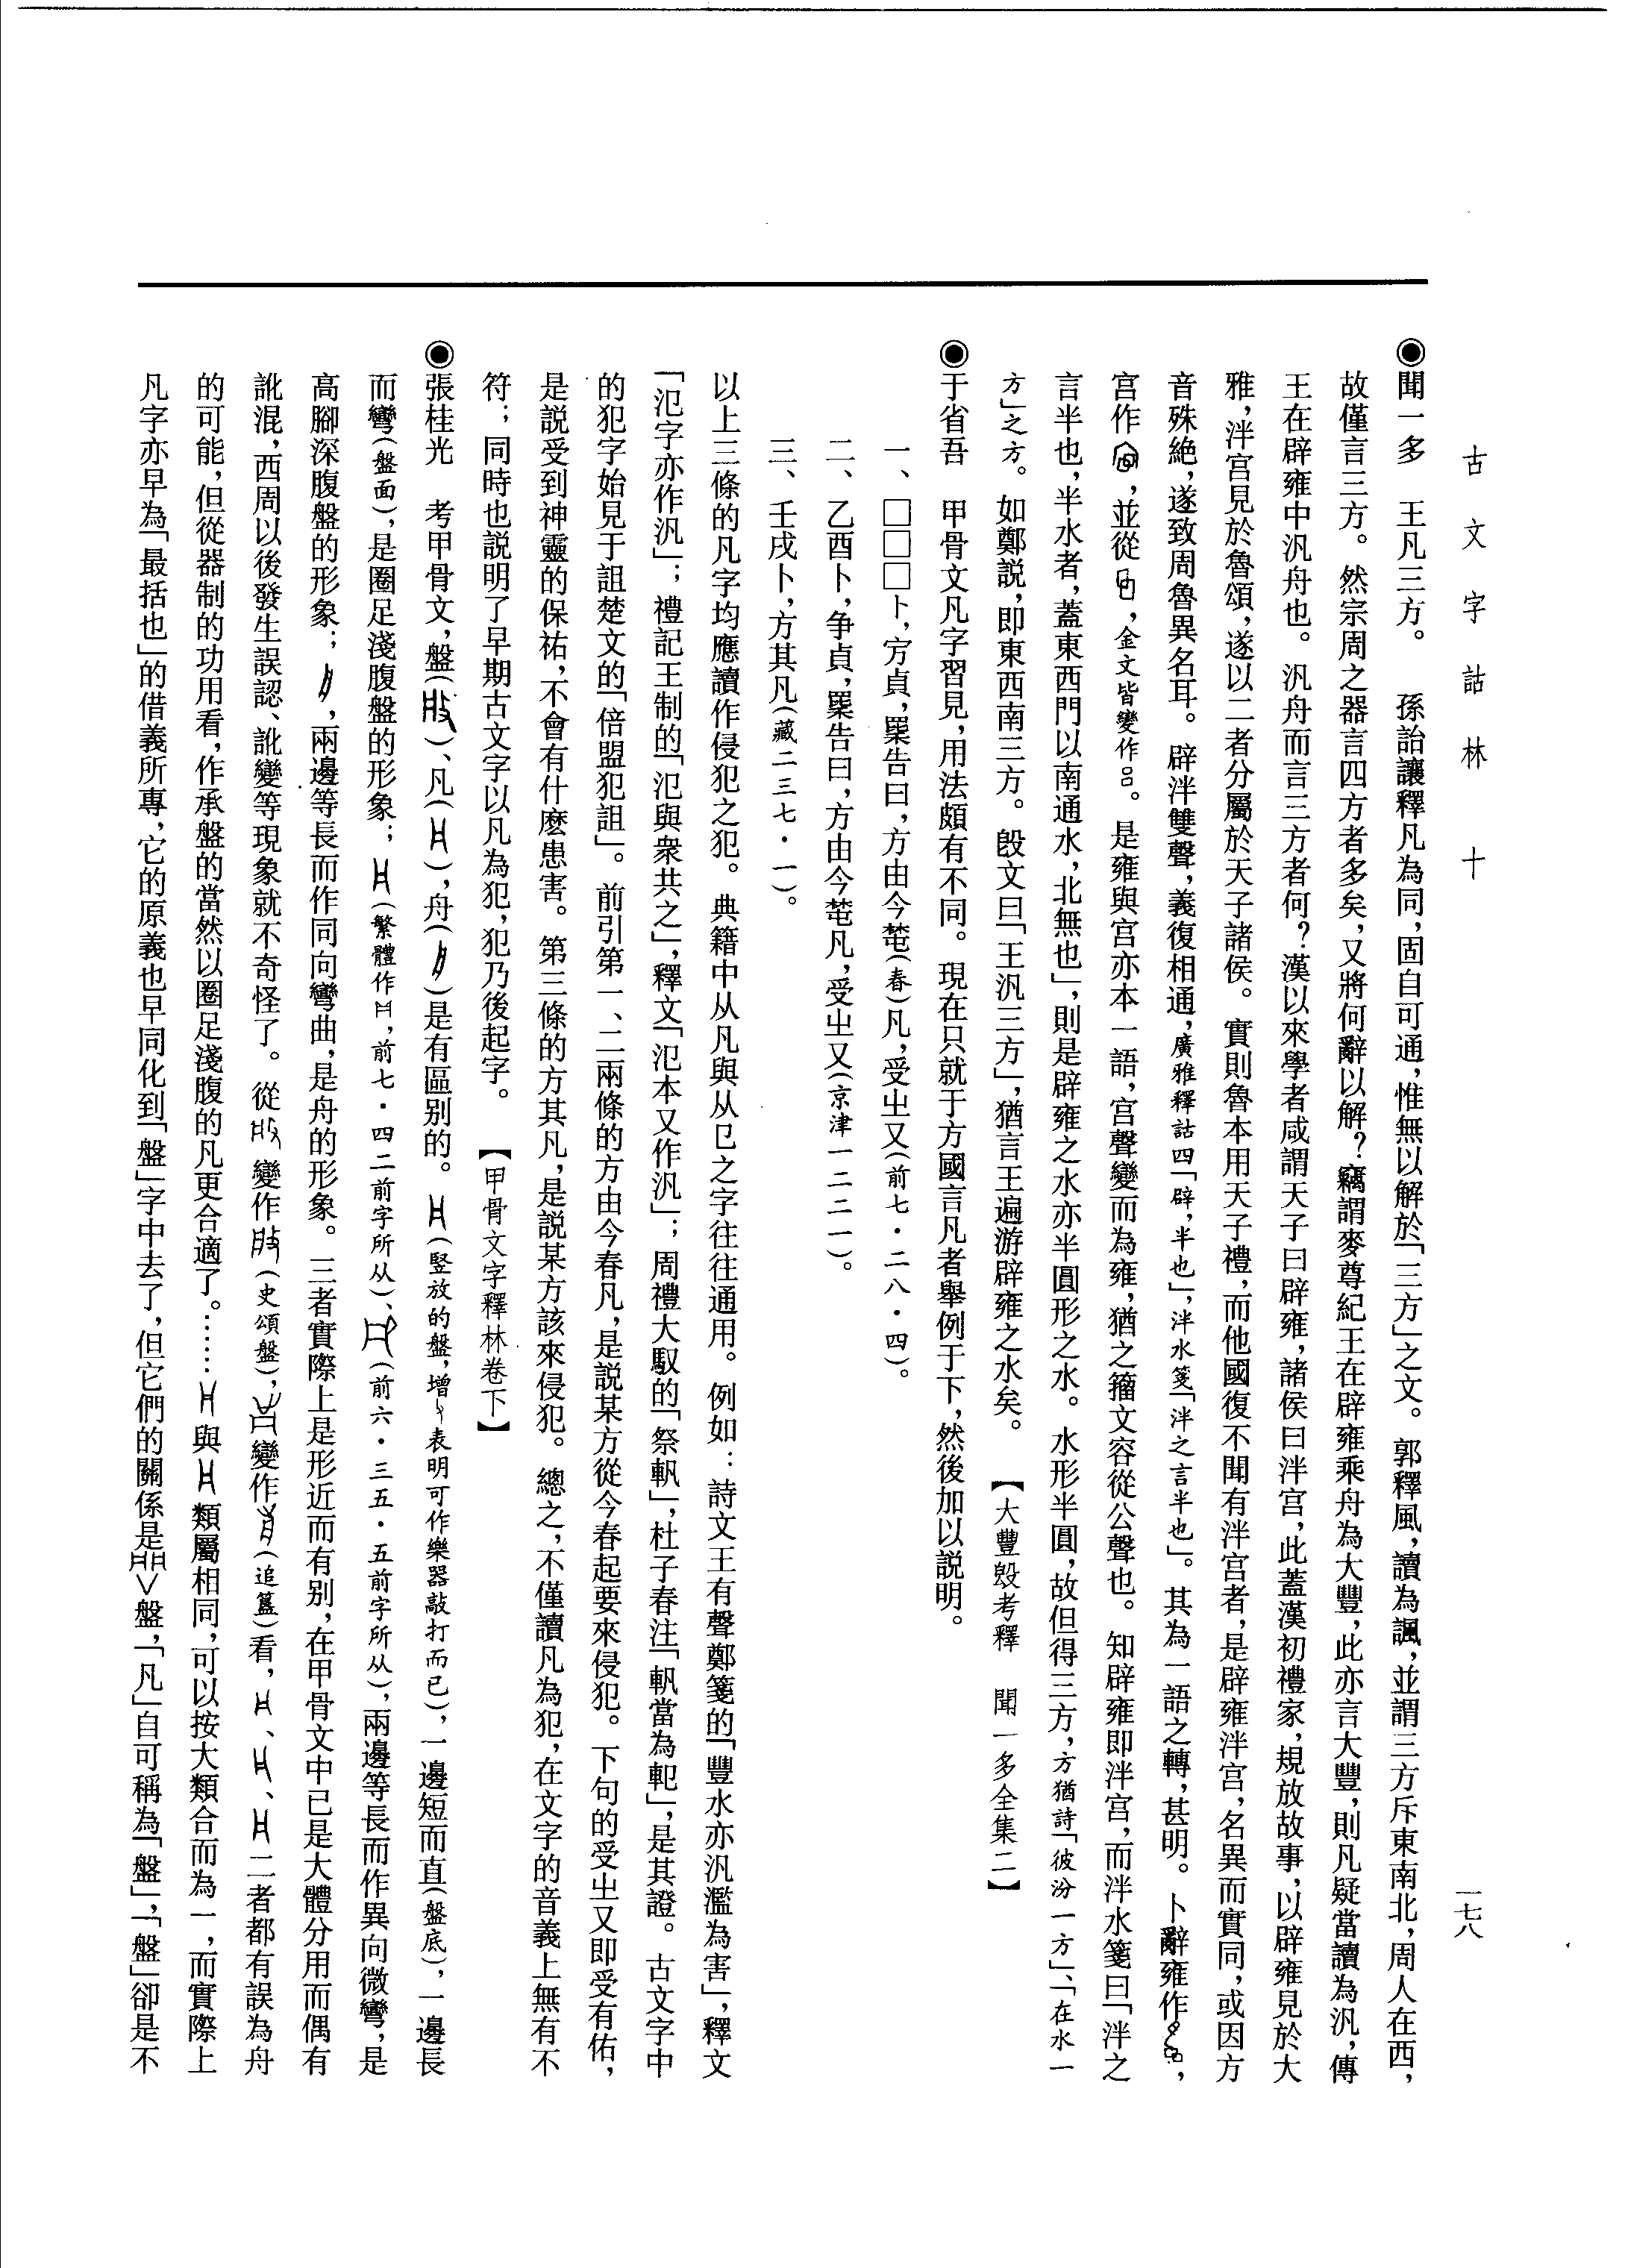 古文字詁林 十
一七八
◉聞一多　王凡三方。　孫詒讓釋凡為同，固自可通，惟無以解於「三方」之文。郭釋風，讀為諷，並謂三方斥東南北，周人在西，
故僅言三方。然宗周之器言四方者多矣，又將何辭以解？竊謂麥尊紀王在辟雍乘舟為大豐，此亦言大豐，則凡疑當讀為汎，傳
王在辟雍中汎舟也。汎舟而言三方者何？漢以來學者咸謂天子曰辟雍，諸侯曰泮宮，此蓋漢初禮家，規放故事，以辟雍見於大
雅，泮宮見於魯頌，遂以二者分屬於天子諸侯。實則魯本用天子禮，而他國復不聞有泮宮者，是辟雍泮宮，名異而實同，或因方
音殊絶，遂致周魯異名耳。辟泮雙聲，義復相通，廣雅釋詁四「辟，半也」，泮水箋「泮之言半也」。其為一語之轉，甚明。卜辭雍作，
宮作，並從，金文皆變作吕。是雍與宮亦本一語，宮聲變而為雍，猶之籀文容從公聲也。知辟雍即泮宮，而泮水箋曰「泮之
言半也，半水者，蓋東西門以南通水，北無也」，則是辟雍之水亦半圓形之水。水形半圓，故但得三方，方猶詩「彼汾一方」、「在水一
方」之方。如鄭説，即東西南三方。𣪘文曰「王汎三方」，猶言王遍游辟雍之水矣。　【大豐𣪘考釋　聞一多全集二】
◉于省吾　甲骨文凡字習見，用法頗有不同。現在只就于方國言凡者舉例于下，然後加以説明。
一、□□□卜，㝑貞，𠭯告曰，方由今萅（春）凡，受㞢又（前七・二八・四）。
二、乙酉卜，争貞，𠭯告曰，方由今萅凡，受㞢又（京津一二二一）。
三、壬戌卜，方其凡（藏二三七・一）。
以上三條的凡字均應讀作侵犯之犯。典籍中从凡與从㔾之字往往通用。例如：詩文王有聲鄭箋的「豐水亦汎濫為害」，釋文
「氾字亦作汎」；禮記王制的「氾與衆共之」，釋文「氾本又作汎」；周禮大馭的「祭軓」，杜子春注「軓當為軛」，是其證。古文字中
的犯字始見于詛楚文的「倍盟犯詛」。前引第一、二兩條的方由今春凡，是説某方從今春起要來侵犯。下句的受㞢又即受有佑，
是説受到神靈的保祐，不會有什麽患害。第三條的方其凡，是説某方該來侵犯。總之，不僅讀凡為犯，在文字的音義上無有不
符；同時也説明了早期古文字以凡為犯，犯乃後起字。　【甲骨文字釋林卷下】
◉張桂光　考甲骨文，盤（）、凡（），舟（）是有區别的。（竪放的盤，增表明可作樂器敲打而已），一邊短而直（盤底），一邊長
而彎（盤面），是圈足淺腹盤的形象；（繁體作，前七・四二前字所从）、（前六・三五・五前字所从），兩邊等長而作異向微彎，是
高腳深腹盤的形象；，兩邊等長而作同向彎曲，是舟的形象。三者實際上是形近而有别，在甲骨文中已是大體分用而偶有
訛混，西周以後發生誤認、訛變等現象就不奇怪了。從變作（史頌盤），變作（追簋）看，、、二者都有誤為舟
的可能，但從器制的功用看，作承盤的當然以圈足淺腹的凡更合適了。……與類屬相同，可以按大類合而為一，而實際上
凡字亦早為「最括也」的借義所專，它的原義也早同化到「盤」字中去了，但它們的關係是＞盤，「凡」自可稱為「盤」，「盤」卻是不